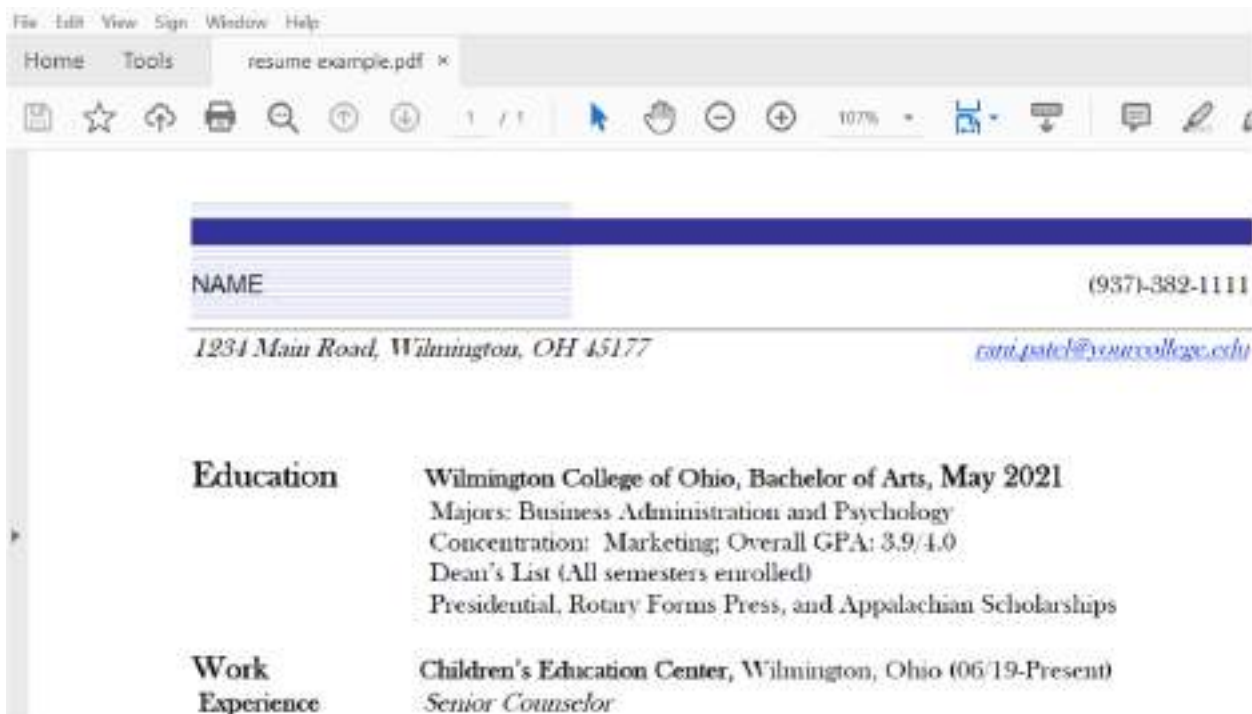 File Edit View Sign Window Help
Home Tools resume example.pdf ×
1 / 1 107%
NAME (937)-382-1111
1234 Main Road, Wilmington, OH 45177 rani.patel@yourcollege.edu
Education Wilmington College of Ohio, Bachelor of Arts, May 2021
Majors: Business Administration and Psychology
Concentration: Marketing; Overall GPA: 3.9/4.0
Dean's List (All semesters enrolled)
Presidential, Rotary Forms Press, and Appalachian Scholarships
Work Children's Education Center, Wilmington, Ohio (06/19-Present)
Experience Senior Counselor